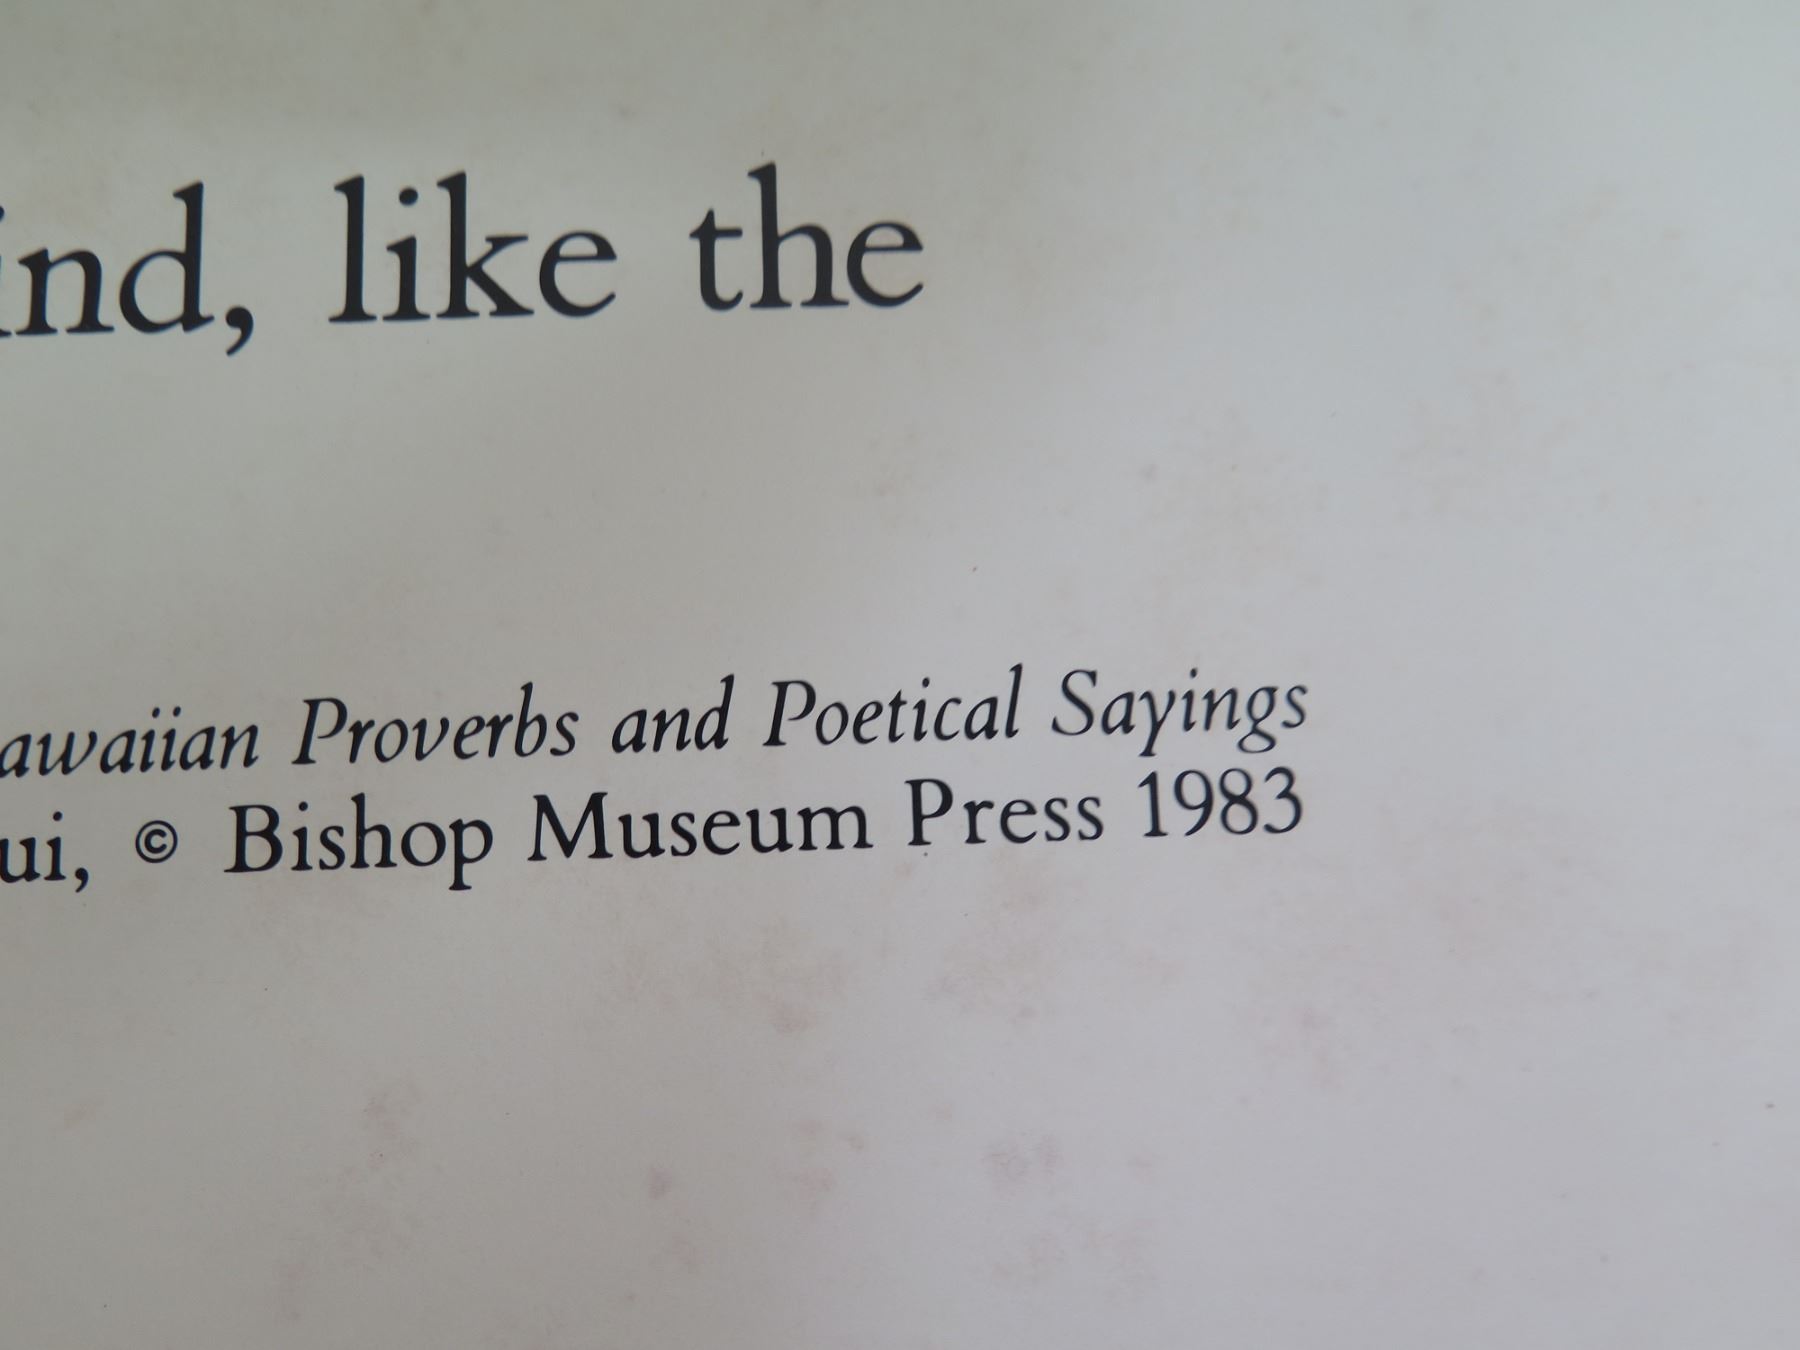 ind, like the
awaiian Proverbs and Poetical Sayings
ui, © Bishop Museum Press 1983